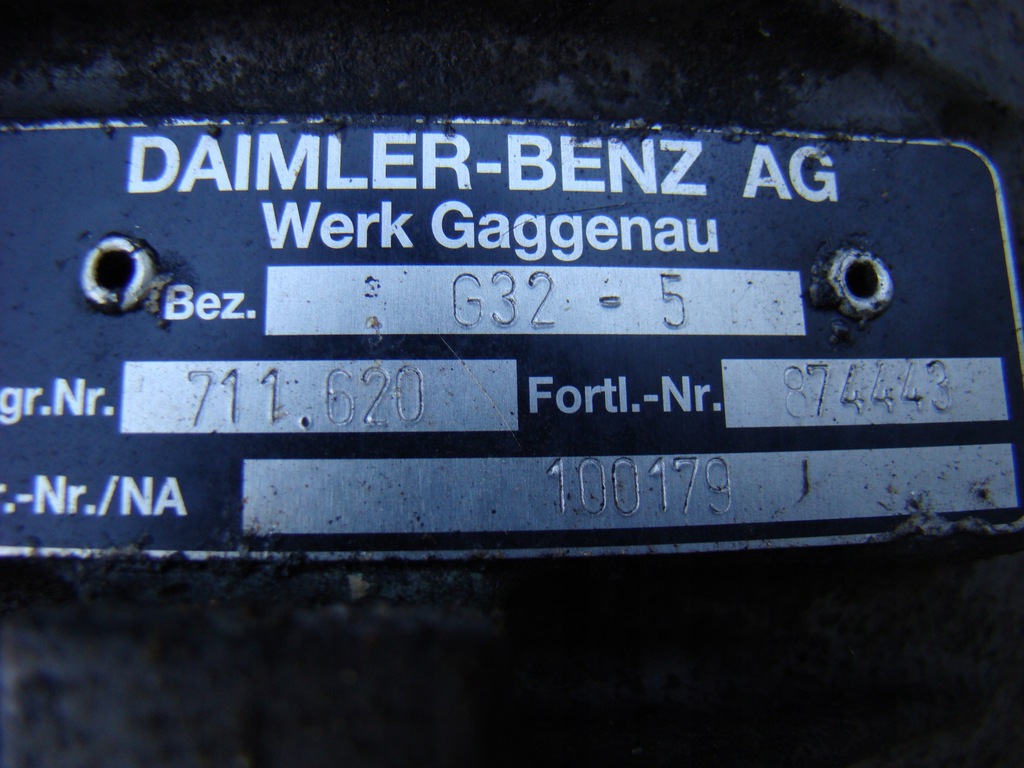 DAIMLER-BENZ AG
Werk Gaggenau
Bez. G32 - 5
gr.Nr. 711.620 Fortl.-Nr. 874443
r.-Nr./NA 100179